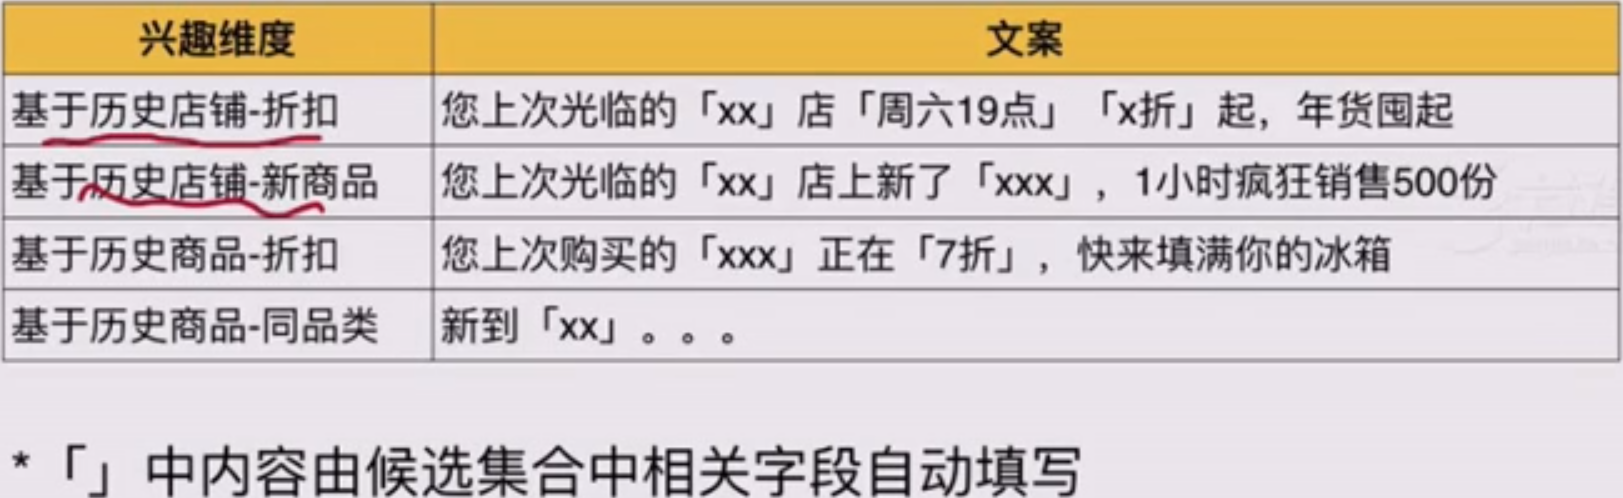 兴趣维度 文案
基于历史店铺-折扣 您上次光临的「xx」店「周六19点」「x折」起，年货囤起
基于历史店铺-新商品 您上次光临的「xx」店上新了「xxx」，1小时疯狂销售500份
基于历史商品-折扣 您上次购买的「xxx」正在「7折」，快来填满你的冰箱
基于历史商品-同品类 新到「xx」。。。
*「」中内容由候选集合中相关字段自动填写